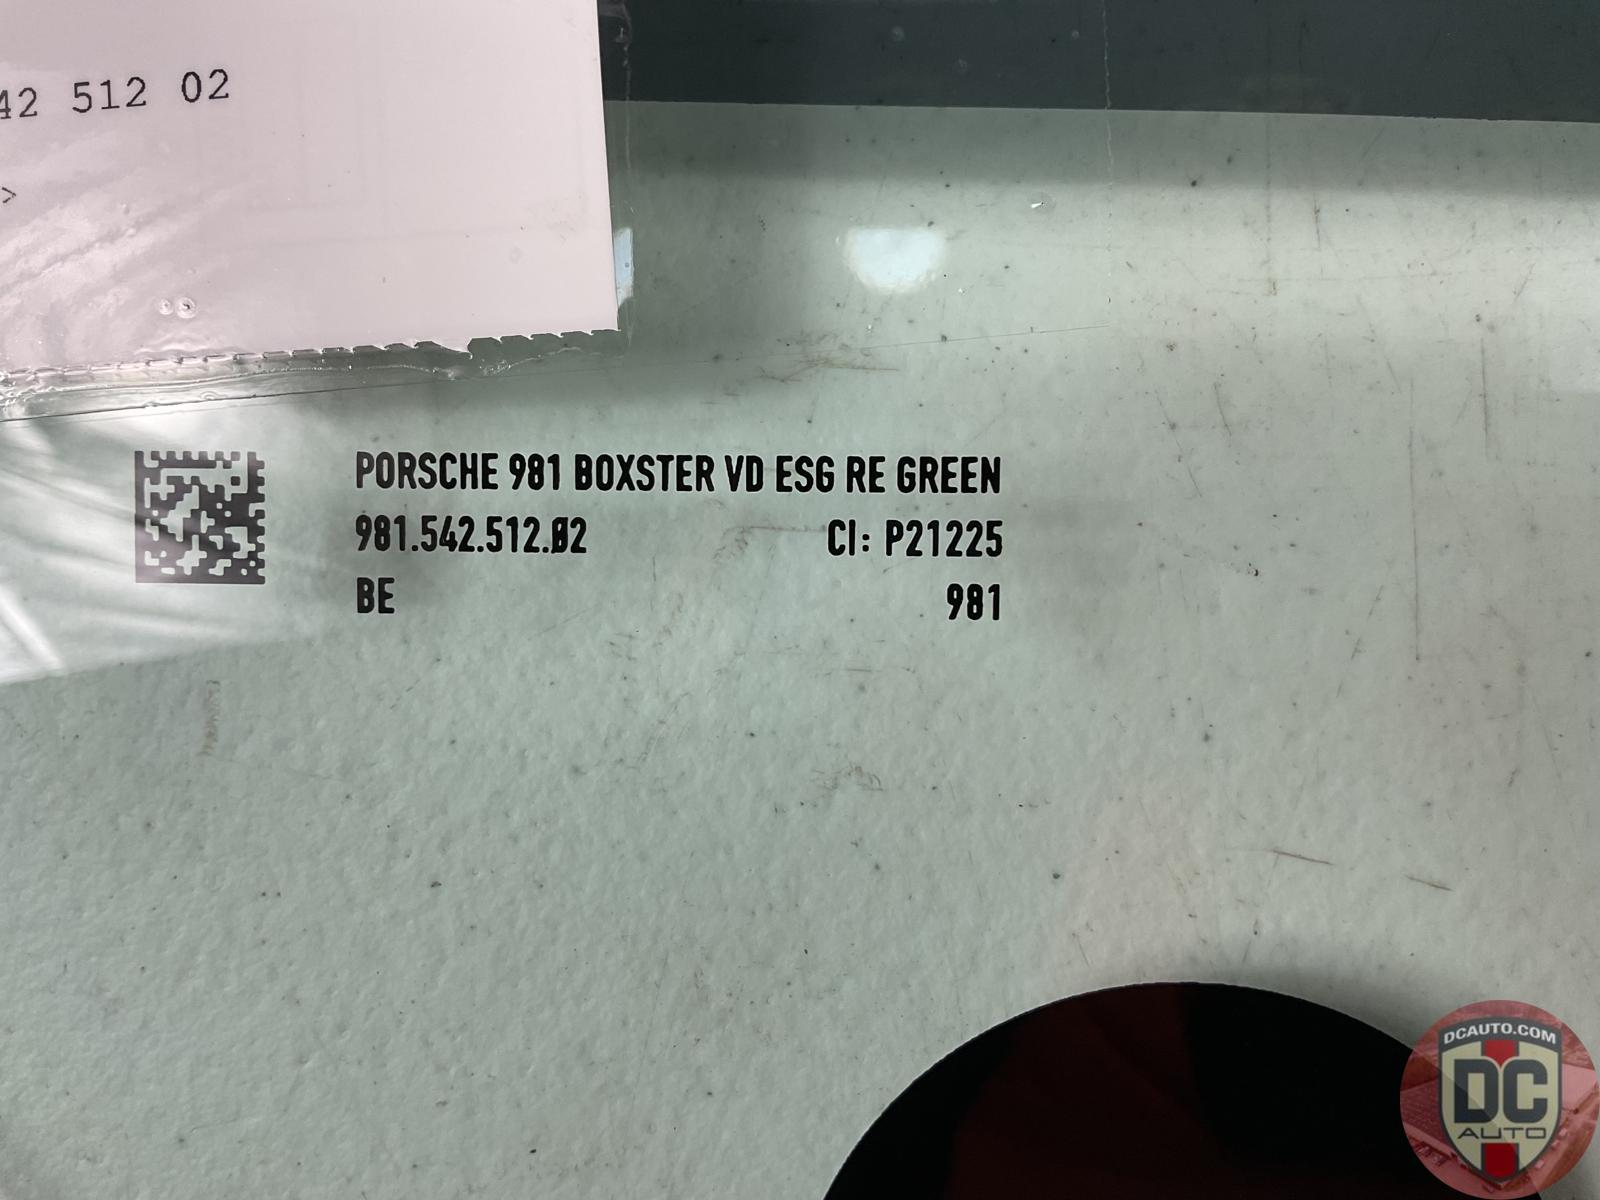 42 512 02
>
PORSCHE 981 BOXSTER VD ESG RE GREEN
981.542.512.02 CI: P21225
BE 981
DCAUTO.COM
DC
AUTO